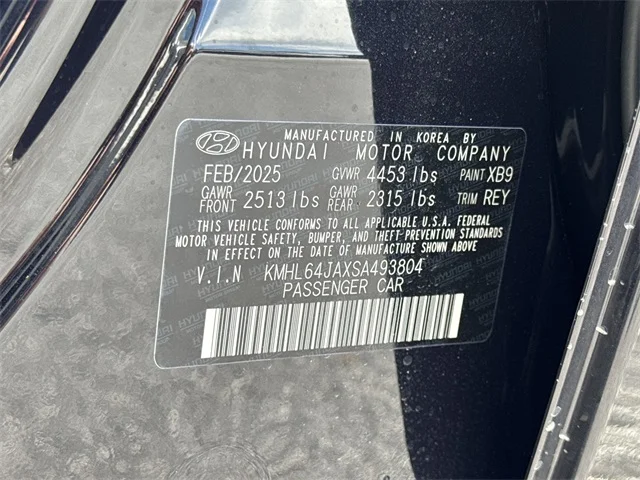 MANUFACTURED IN KOREA BY
HYUNDAI MOTOR COMPANY
FEB/2025 GVWR 4453 lbs PAINT XB9
GAWR FRONT 2513 lbs GAWR REAR 2315 lbs TRIM REY
THIS VEHICLE CONFORMS TO ALL APPLICABLE U.S.A. FEDERAL
MOTOR VEHICLE SAFETY, BUMPER, AND THEFT PREVENTION STANDARDS
IN EFFECT ON THE DATE OF MANUFACTURE SHOWN ABOVE
V.I.N KMHL64JAXSA493804
PASSENGER CAR